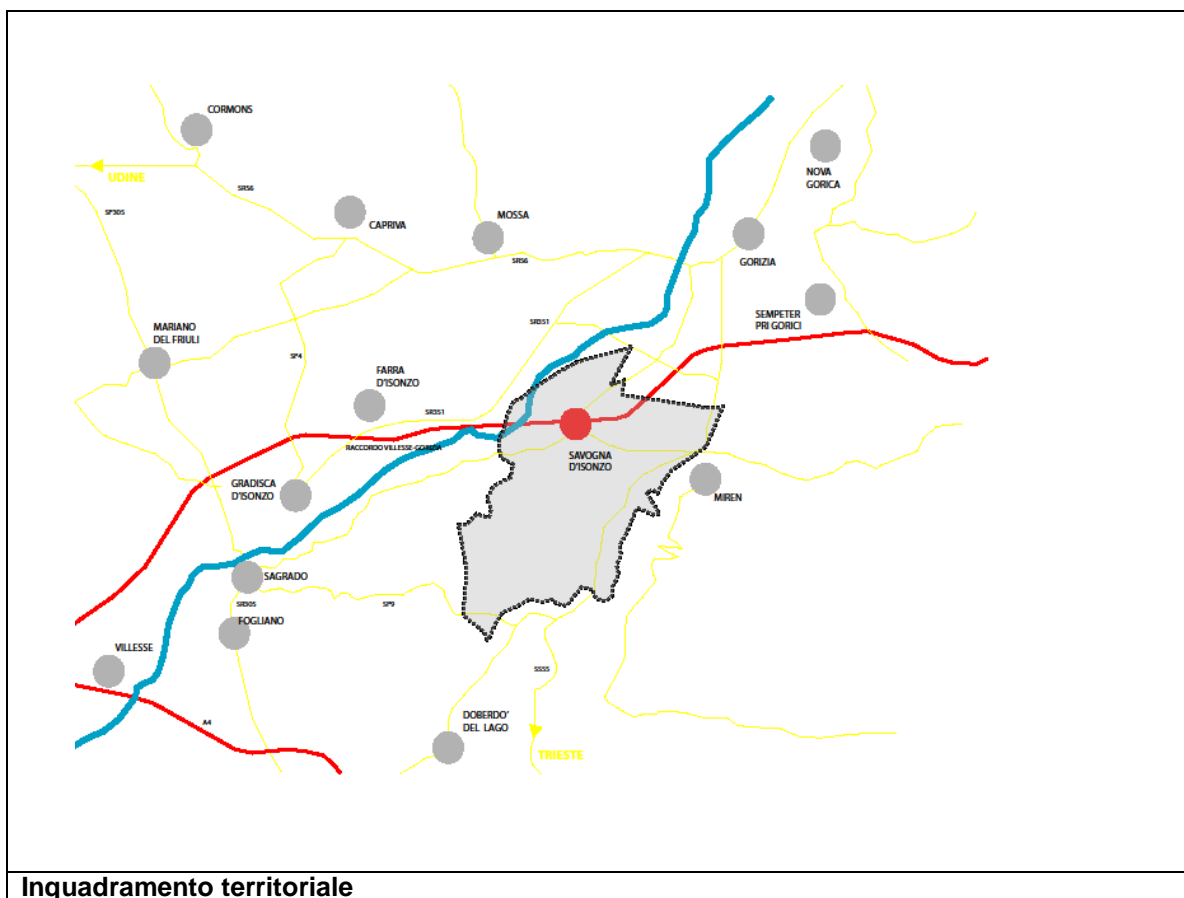 CORMONS
UDINE
NOVA
GORICA
SR56
SP305
MOSSA
CAPRIVA
GORIZIA
SR56
SEMPETER
PRI GORICI
SR351
MARIANO
DEL FRIULI
SP4
FARRA
D'ISONZO
SR351
RACCORDO VILLESSE-GORIZIA
SAVOGNA
D'ISONZO
GRADISCA
D'ISONZO
MIREN
SAGRADO
SR305
SP9
FOGLIANO
VILLESSE
SS55
DOBERDO'
DEL LAGO
A4
TRIESTE
Inquadramento territoriale